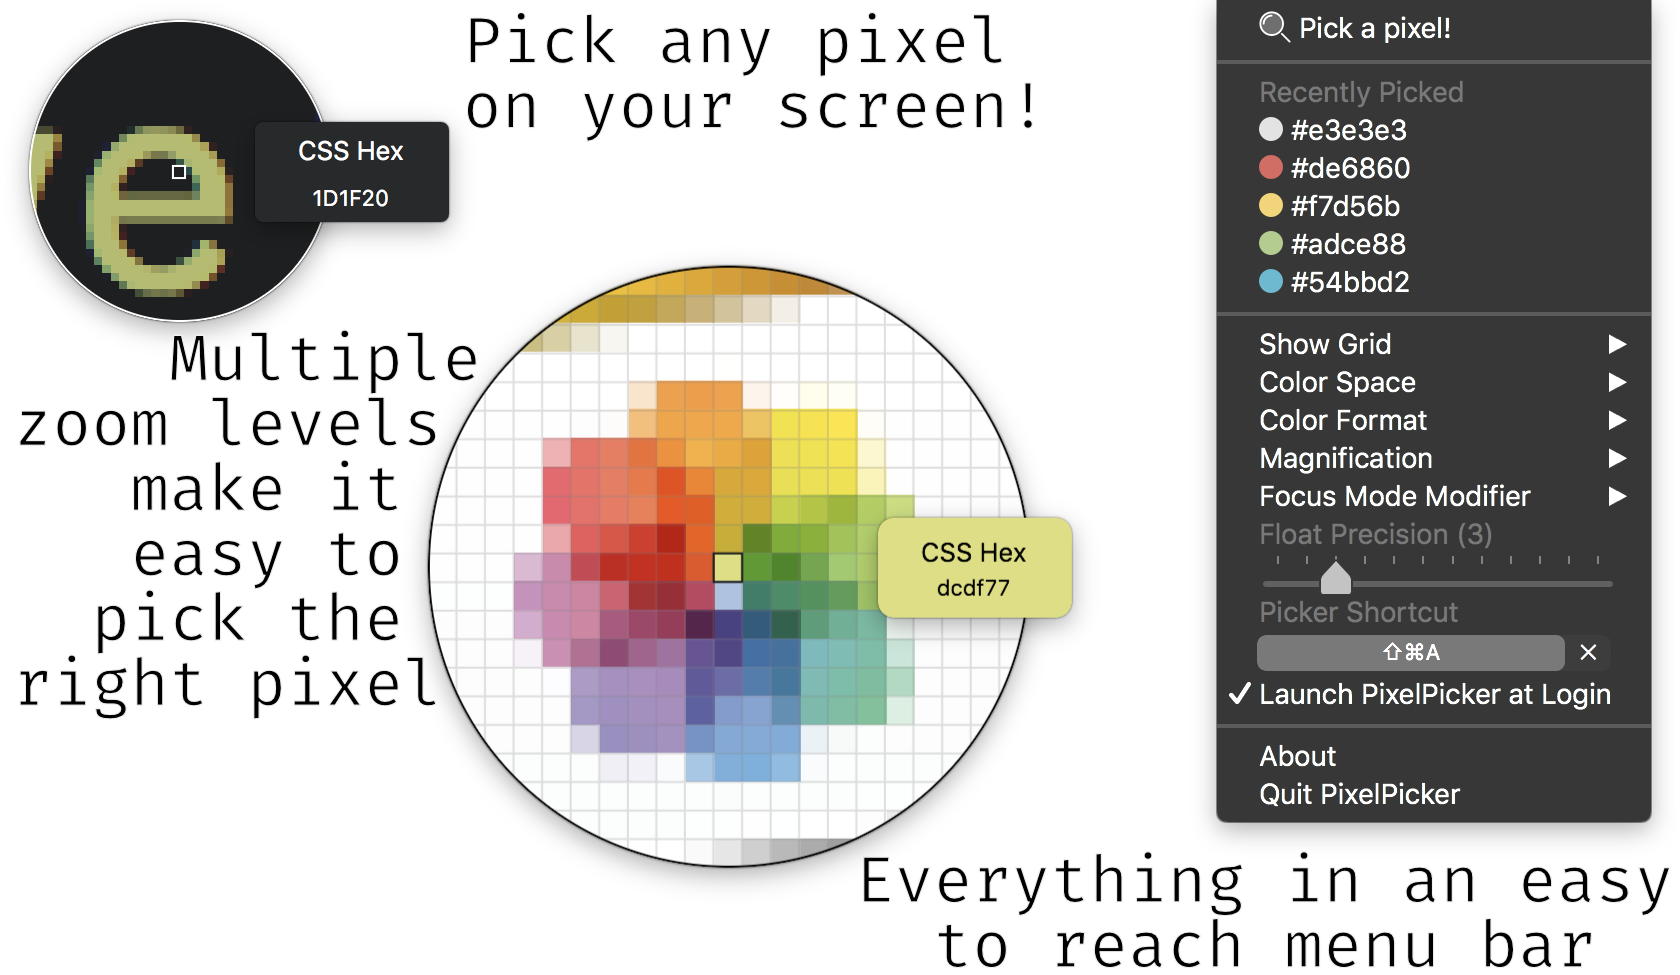 Pick any pixel
on your screen!
e
CSS Hex
1D1F20
Multiple
zoom levels
make it
easy to
pick the
right pixel
CSS Hex
dcdf77
Pick a pixel!
Recently Picked
#e3e3e3
#de6860
#f7d56b
#adce88
#54bbd2
Show Grid
Color Space
Color Format
Magnification
Focus Mode Modifier
Float Precision (3)
Picker Shortcut
⇧⌘A ×
✓ Launch PixelPicker at Login
About
Quit PixelPicker
Everything in an easy
to reach menu bar